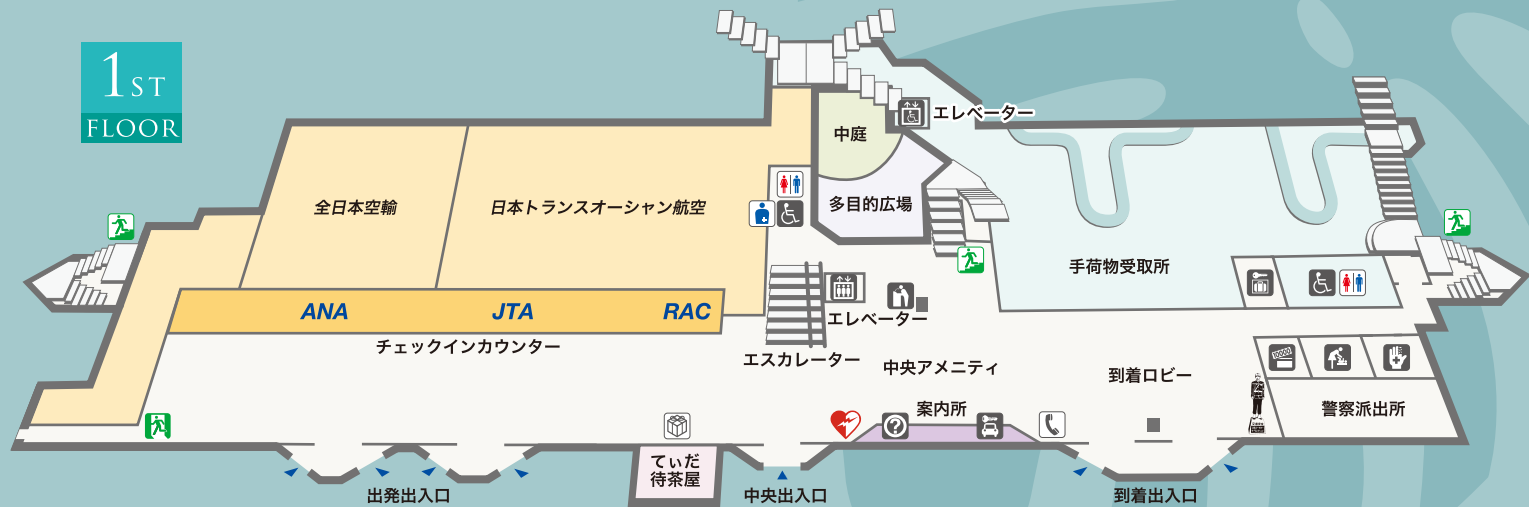 1ST
FLOOR
エレベーター
中庭
多目的広場
全日本空輸
日本トランスオーシャン航空
手荷物受取所
ANA
JTA
RAC
チェックインカウンター
エレベーター
エスカレーター
中央アメニティ
到着ロビー
案内所
警察派出所
てぃだ
待茶屋
出発出入口
中央出入口
到着出入口